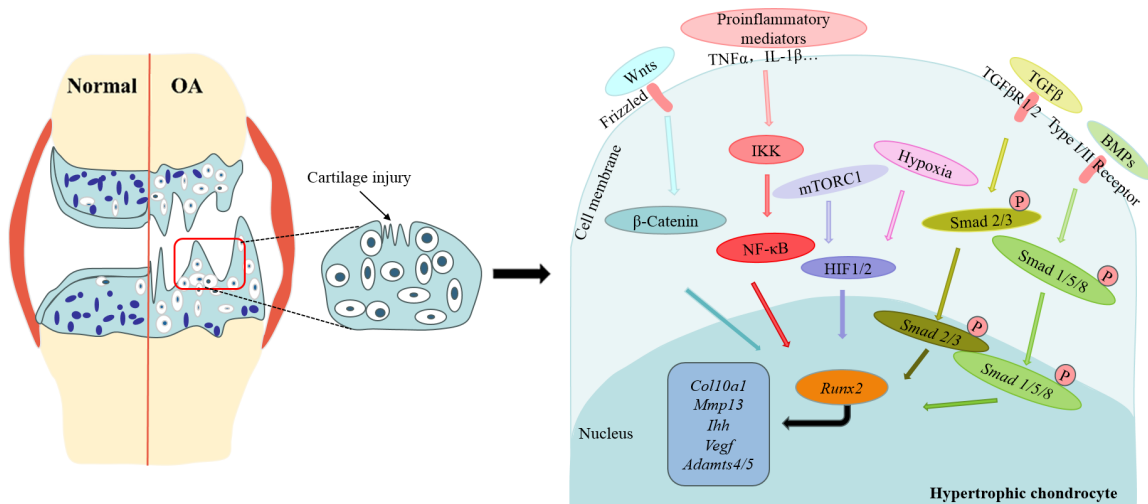 Normal
OA
Cartilage injury
Proinflammatory
mediators
TNFα, IL-1β...
Wnts
Frizzled
TGFβ
TGFβR1/2
BMPs
Type I/II Receptor
Cell membrane
IKK
mTORC1
Hypoxia
P
Smad 2/3
β-Catenin
NF-κB
HIF1/2
P
Smad 1/5/8
P
Smad 2/3
P
Smad 1/5/8
Runx2
Col10a1
Mmp13
Ihh
Vegf
Adamts4/5
Nucleus
Hypertrophic chondrocyte